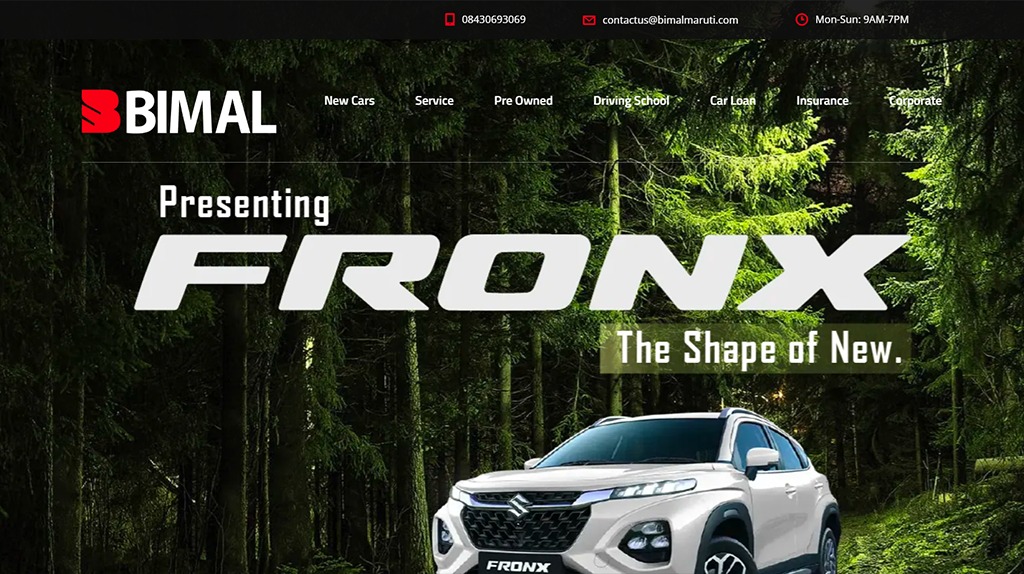 08430693069 contactus@bimalmaruti.com Mon-Sun: 9AM-7PM
BIMAL New Cars Service Pre Owned Driving School Car Loan Insurance Corporate
Presenting
FRONX
The Shape of New.
FRONX